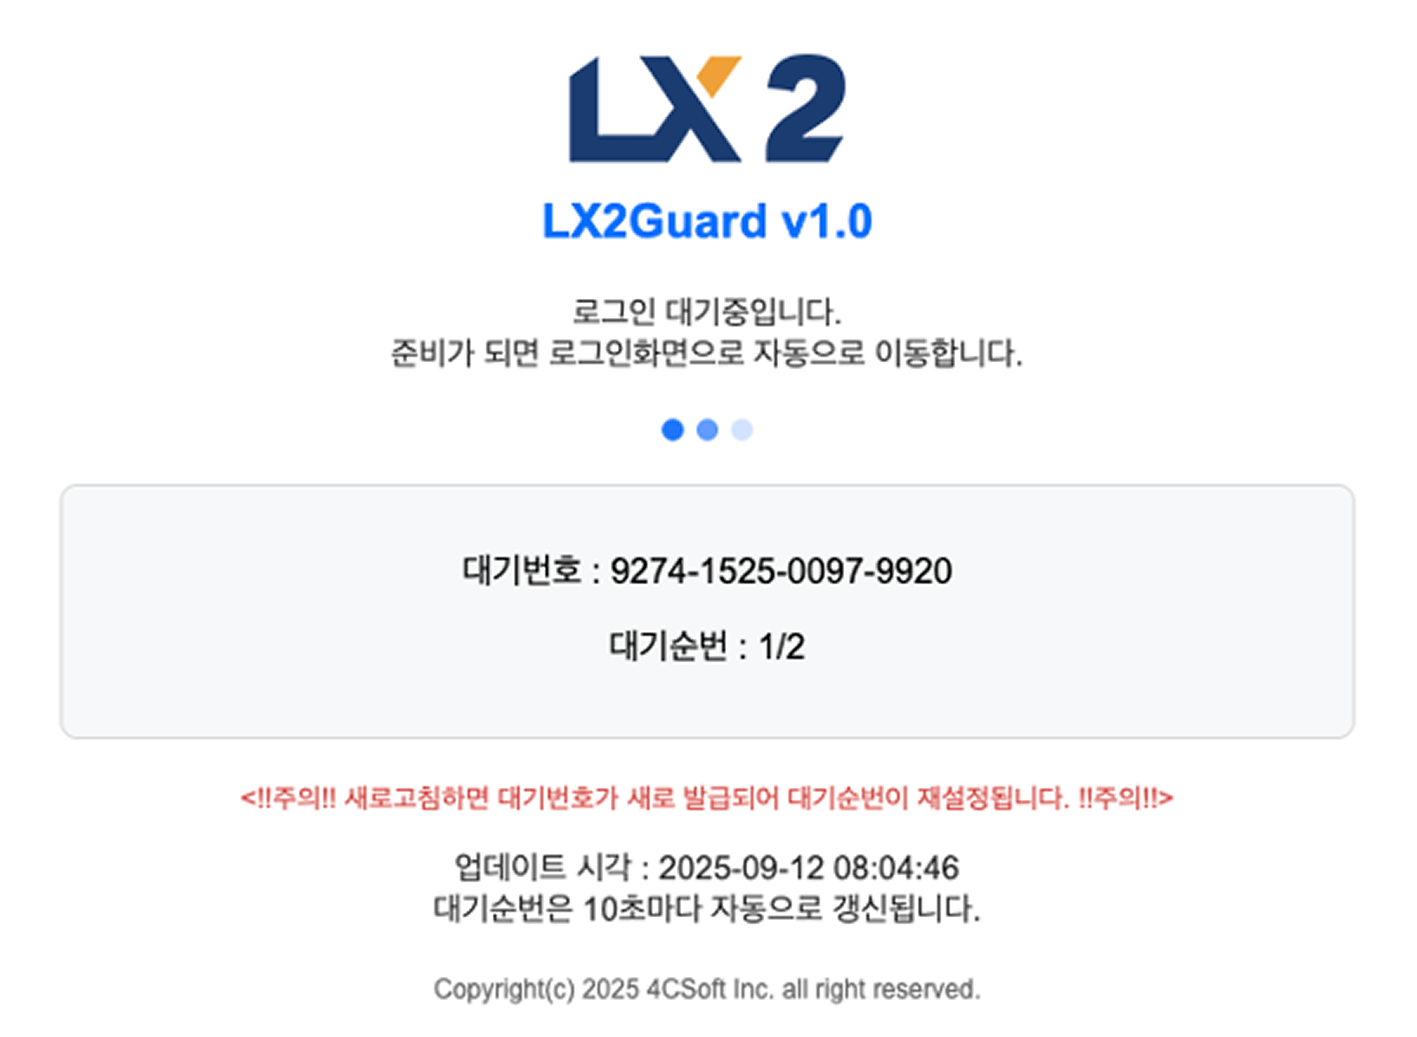 LX2
LX2Guard v1.0
로그인 대기중입니다.
준비가 되면 로그인화면으로 자동으로 이동합니다.
대기번호 : 9274-1525-0097-9920
대기순번 : 1/2
<!!주의!! 새로고침하면 대기번호가 새로 발급되어 대기순번이 재설정됩니다. !!주의!!>
업데이트 시각 : 2025-09-12 08:04:46
대기순번은 10초마다 자동으로 갱신됩니다.
Copyright(c) 2025 4CSoft Inc. all right reserved.